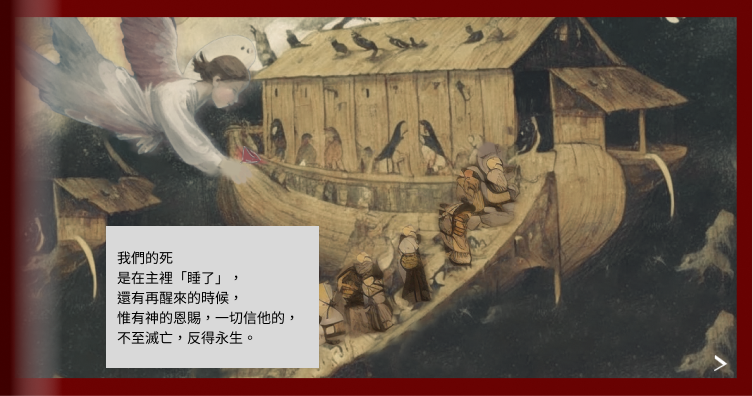 我們的死
是在主裡「睡了」，
還有再醒來的時候，
惟有神的恩賜，一切信他的，
不至滅亡，反得永生。